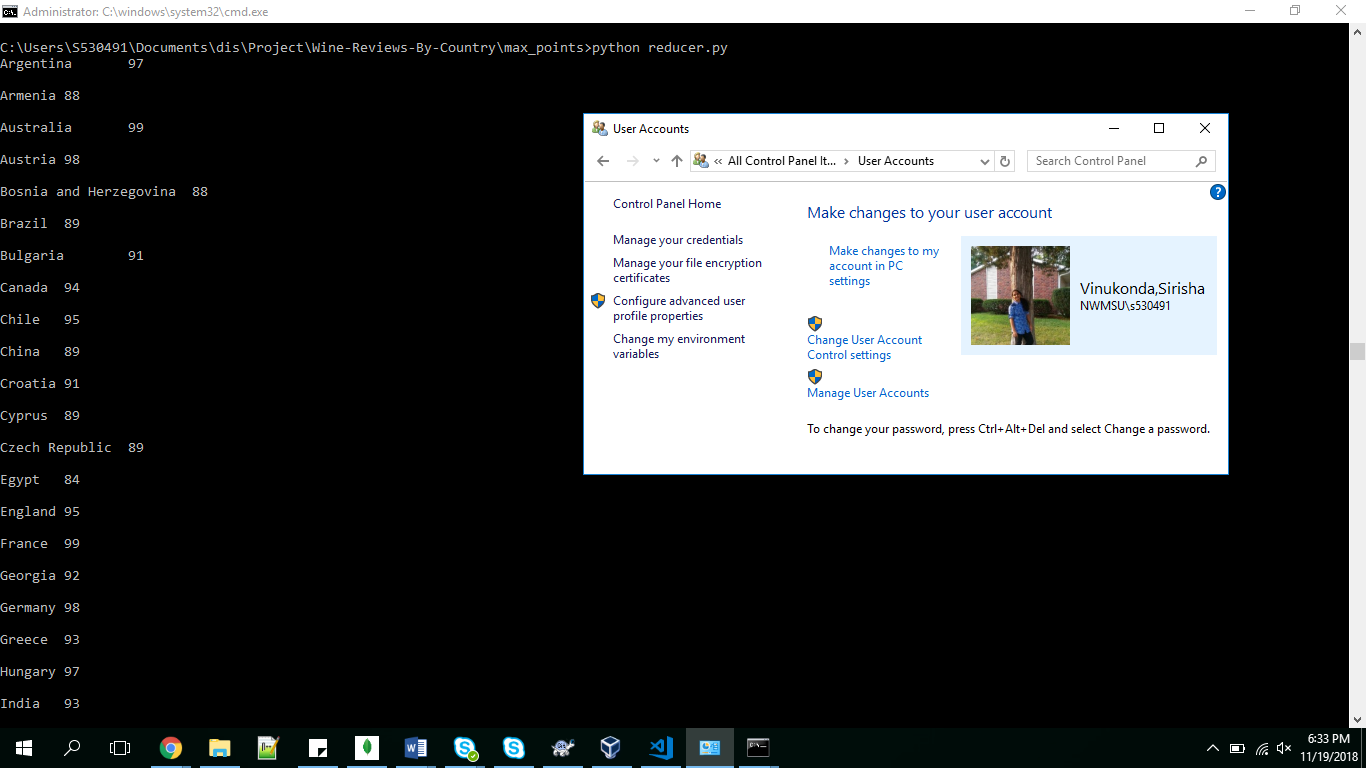 Administrator: C:\windows\system32\cmd.exe
C:\Users\S530491\Documents\dis\Project\Wine-Reviews-By-Country\max_points>python reducer.py
Argentina 97
Armenia 88
Australia 99
Austria 98
Bosnia and Herzegovina 88
Brazil 89
Bulgaria 91
Canada 94
Chile 95
China 89
Croatia 91
Cyprus 89
Czech Republic 89
Egypt 84
England 95
France 99
Georgia 92
Germany 98
Greece 93
Hungary 97
India 93
User Accounts
« All Control Panel It... › User Accounts
Search Control Panel
Control Panel Home
Manage your credentials
Manage your file encryption
certificates
Configure advanced user
profile properties
Change my environment
variables
Make changes to your user account
Make changes to my
account in PC
settings
Vinukonda,Sirisha
NWMSU\s530491
Change User Account
Control settings
Manage User Accounts
To change your password, press Ctrl+Alt+Del and select Change a password.
6:33 PM
11/19/2018